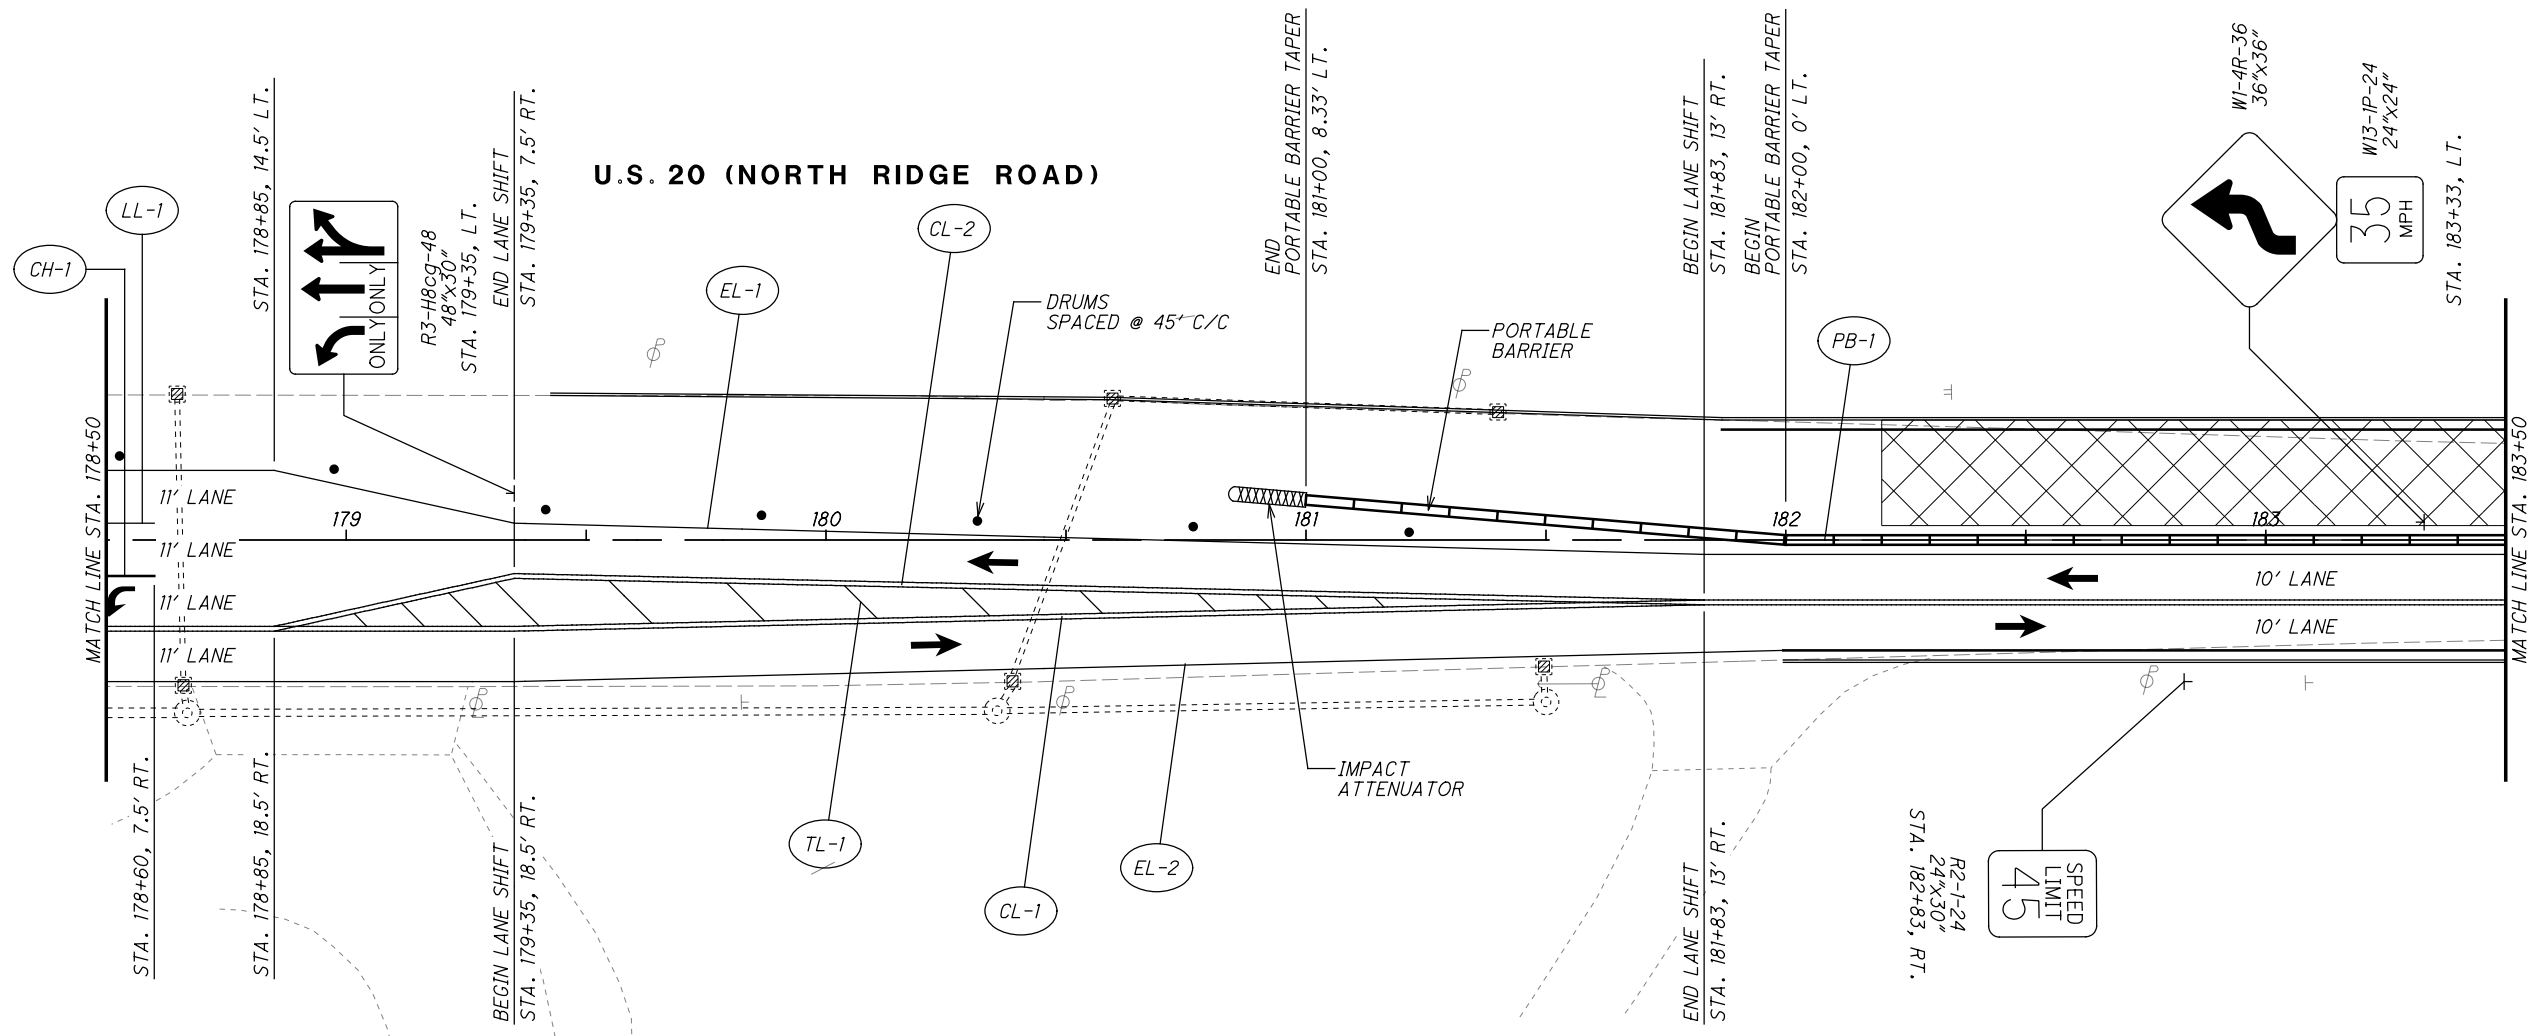 U.S. 20 (NORTH RIDGE ROAD)
CH-1
LL-1
STA. 178+85, 14.5' LT.
ONLY
ONLY
R3-H8cg-48
48"x30"
STA. 179+35, LT.
END LANE SHIFT
STA. 179+35, 7.5' RT.
EL-1
CL-2
DRUMS
SPACED @ 45' C/C
END
PORTABLE BARRIER TAPER
STA. 181+00, 8.33' LT.
PORTABLE
BARRIER
BEGIN LANE SHIFT
STA. 181+83, 13' RT.
BEGIN
PORTABLE BARRIER TAPER
STA. 182+00, 0' LT.
PB-1
W1-4R-36
36"x36"
W13-1P-24
24"x24"
35
MPH
STA. 183+33, LT.
MATCH LINE STA. 178+50
11' LANE
11' LANE
11' LANE
11' LANE
179
180
181
182
183
10' LANE
10' LANE
MATCH LINE STA. 183+50
STA. 178+60, 7.5' RT.
STA. 178+85, 18.5' RT.
BEGIN LANE SHIFT
STA. 179+35, 18.5' RT.
TL-1
CL-1
EL-2
IMPACT
ATTENUATOR
END LANE SHIFT
STA. 181+83, 13' RT.
R2-1-24
24"x30"
STA. 182+83, RT.
SPEED
LIMIT
45
P
P
P
P
P
P